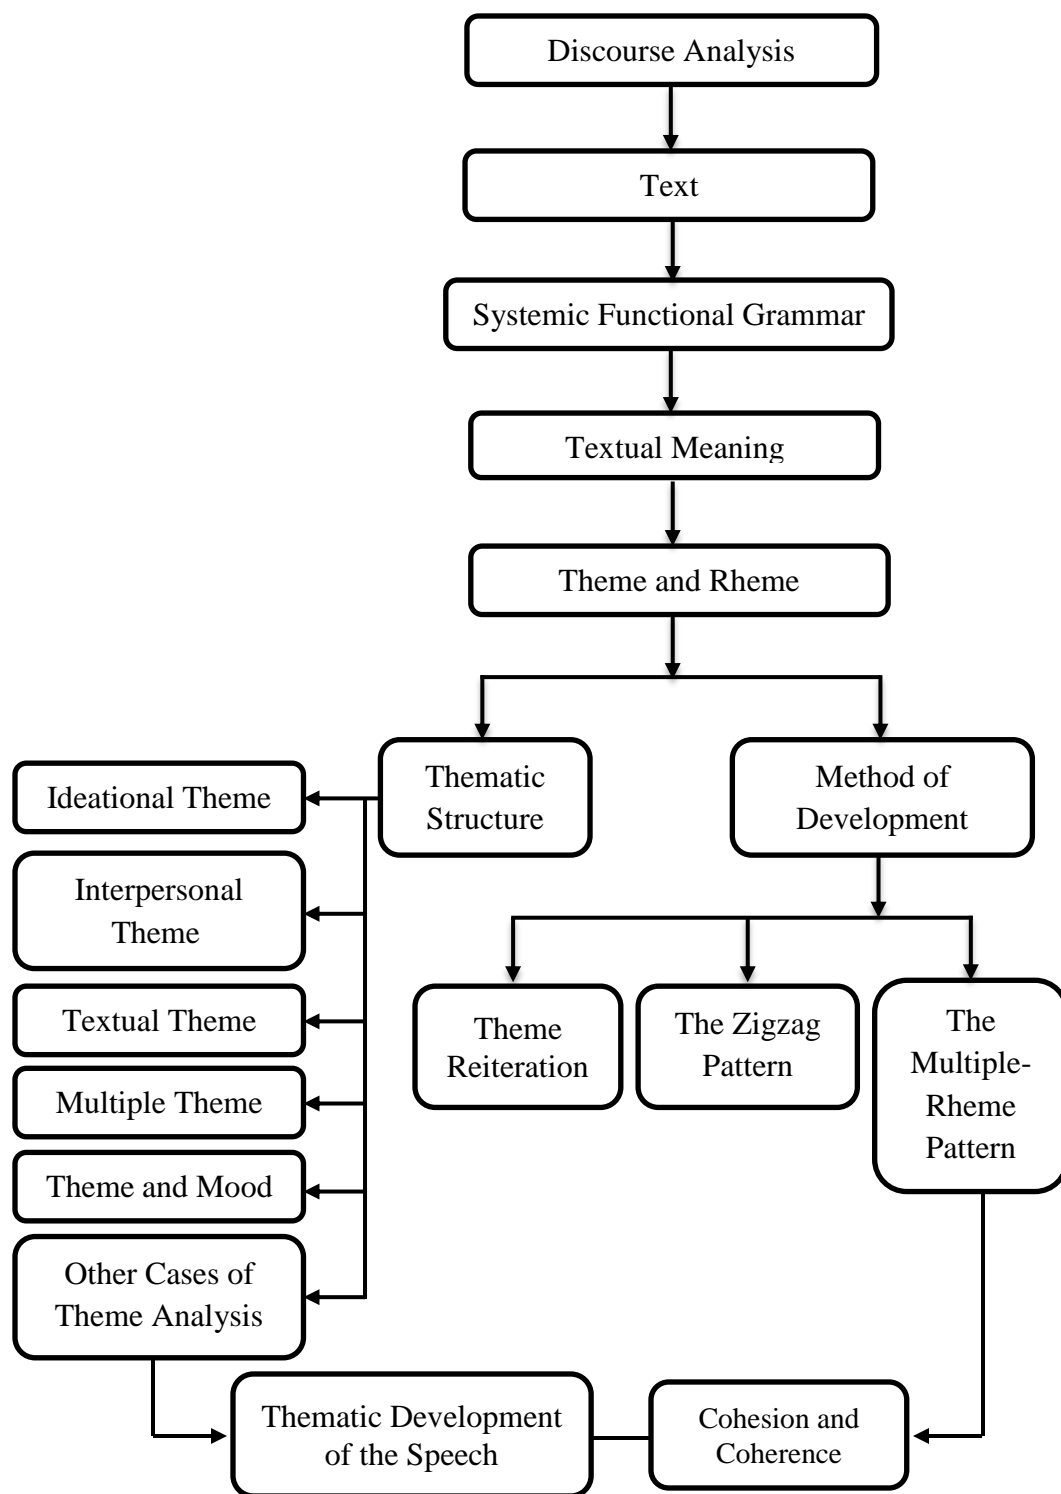 Discourse Analysis
Text
Systemic Functional Grammar
Textual Meaning
Theme and Rheme
Thematic
Structure
Method of
Development
Ideational Theme
Interpersonal
Theme
Textual Theme
Multiple Theme
Theme and Mood
Other Cases of
Theme Analysis
Theme
Reiteration
The Zigzag
Pattern
The
Multiple-
Rheme
Pattern
Thematic Development
of the Speech
Cohesion and
Coherence